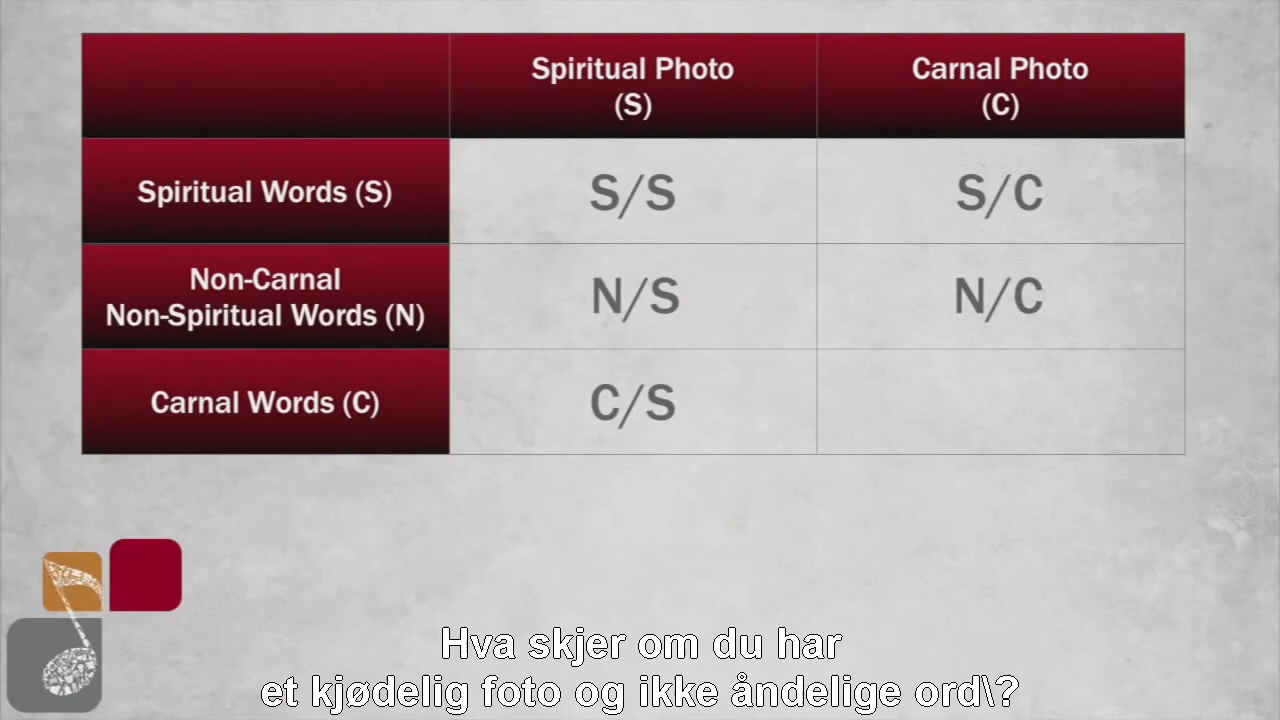 Spiritual Photo
(S)
Carnal Photo
(C)
Spiritual Words (S)
S/S
S/C
Non-Carnal
Non-Spiritual Words (N)
N/S
N/C
Carnal Words (C)
C/S
Hva skjer om du har
et kjødelig foto og ikke åndelige ord\?